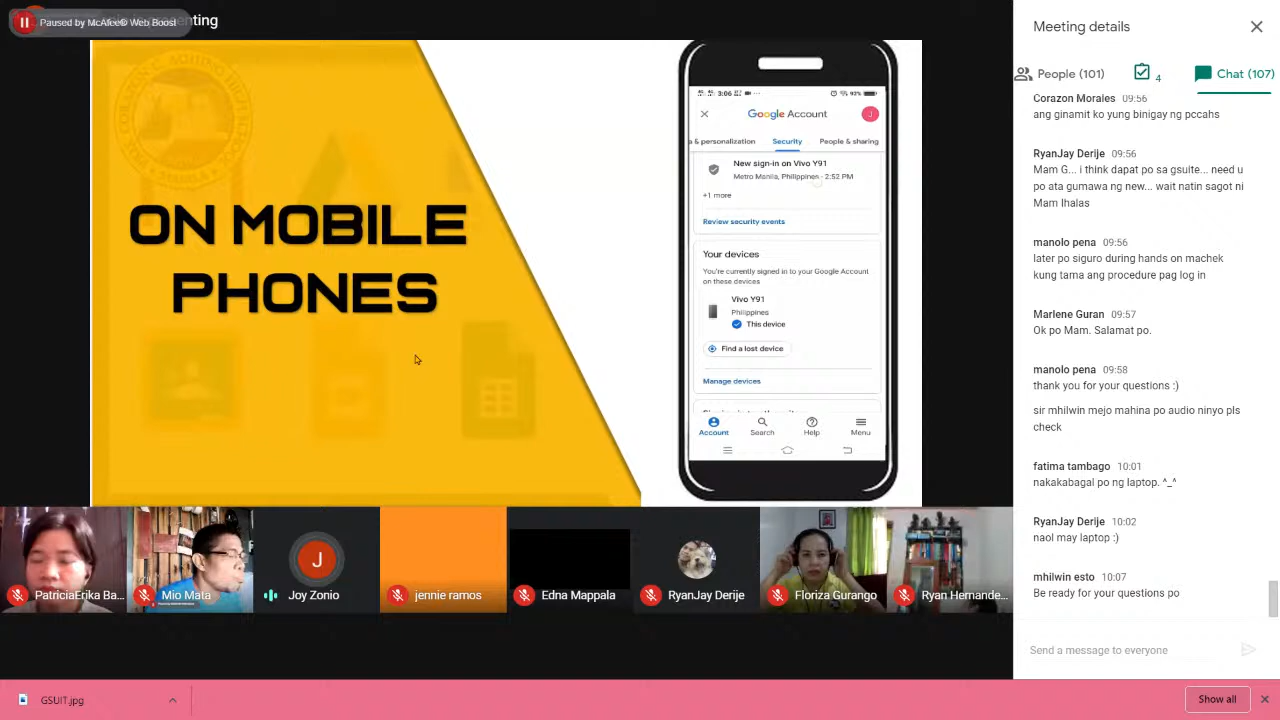 Paused by McAfee® Web Boost
enting
Meeting details
People (101)
4
Chat (107)
ON MOBILE
PHONES
3:06
92%
Google Account
J
a & personalization
Security
People & sharing
New sign-in on Vivo Y91
Metro Manila, Philippines - 2:52 PM
+1 more
Review security events
Your devices
You're currently signed in to your Google Account
on these devices
Vivo Y91
Philippines
This device
Find a lost device
Manage devices
Account
Search
Help
Menu
Corazon Morales 09:56
ang ginamit ko yung binigay ng pccahs
RyanJay Derije 09:56
Mam G... i think dapat po sa gsuite... need u
po ata gumawa ng new... wait natin sagot ni
Mam Ihalas
manolo pena 09:56
later po siguro during hands on machek
kung tama ang procedure pag log in
Marlene Guran 09:57
Ok po Mam. Salamat po.
manolo pena 09:58
thank you for your questions :)
sir mhilwin mejo mahina po audio ninyo pls
check
fatima tambago 10:01
nakakabagal po ng laptop. ^_^
RyanJay Derije 10:02
naol may laptop :)
mhilwin esto 10:07
Be ready for your questions po
Send a message to everyone
PatriciaErika Ba...
Mio Mata
J
Joy Zonio
jennie ramos
Edna Mappala
RyanJay Derije
Floriza Gurango
Ryan Hernande...
GSUIT.jpg
Show all